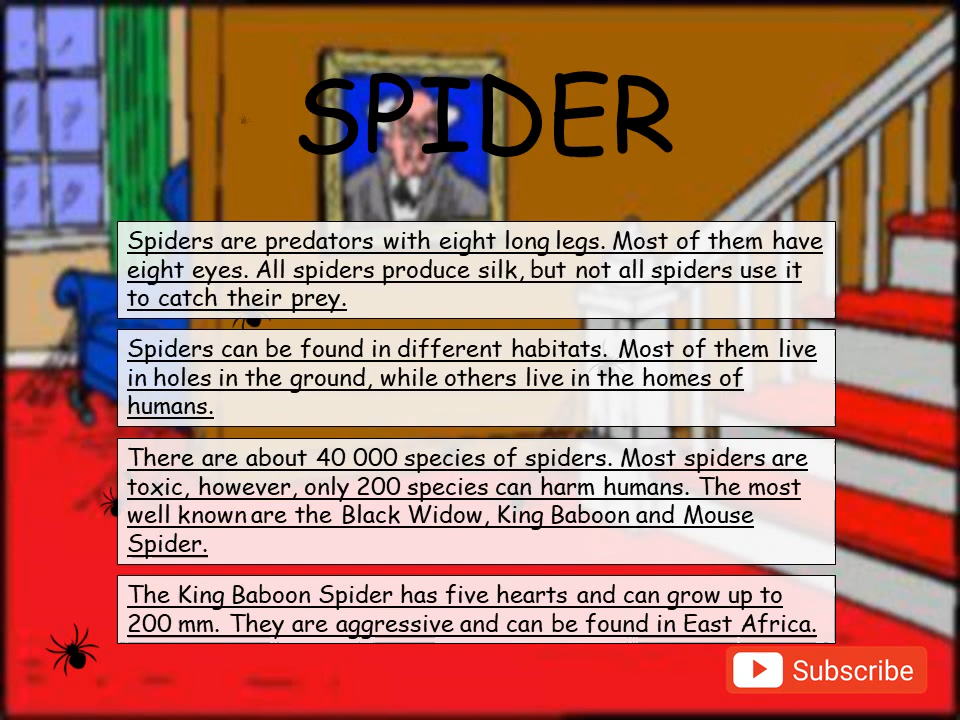 SPIDER
Spiders are predators with eight long legs. Most of them have
eight eyes. All spiders produce silk, but not all spiders use it
to catch their prey.
Spiders can be found in different habitats. Most of them live
in holes in the ground, while others live in the homes of
humans.
There are about 40 000 species of spiders. Most spiders are
toxic, however, only 200 species can harm humans. The most
well known are the Black Widow, King Baboon and Mouse
Spider.
The King Baboon Spider has five hearts and can grow up to
200 mm. They are aggressive and can be found in East Africa.
Subscribe